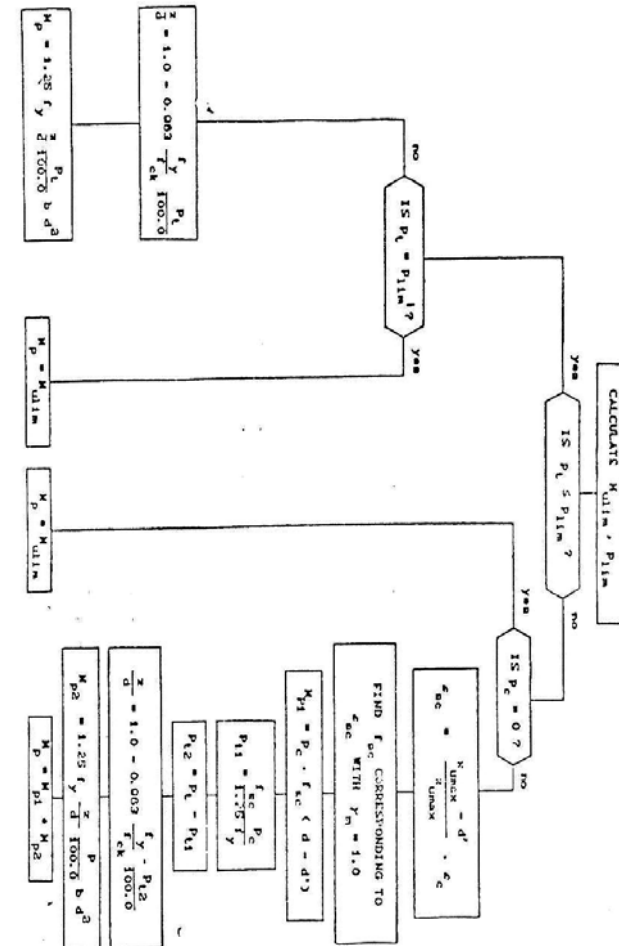 CALCULATE M_ulim , P_lim
IS P_t ≤ P_lim ?
yes
no
IS P_t = P_lim' ?
no
yes
z/d = 1.0 - 0.063 f_y/f_ck P_t/100.0
M_p = 1.25 f_y z/d P_t/100.0 b d²
M_p = M_ulim
IS P_c = 0 ?
yes
no
M_p = M_ulim
ε_sc = (x_umax - d')/x_umax . ε_c
FIND f_sc CORRESPONDING TO
ε_sc WITH γ_m = 1.0
M_p1 = P_c . f_sc ( d - d')
P_t1 = f_sc P_c/1.25 f_y
P_t2 = P_t - P_t1
z/d = 1.0 - 0.063 f_y - P_t2/f_ck 100.0
M_p2 = 1.25 f_y z/d P/100.0 b d²
M_p = M_p1 + M_p2